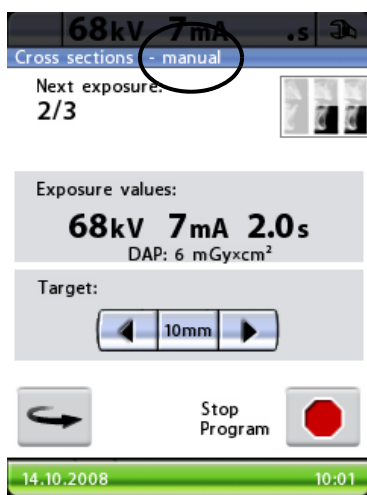 68kV 7mA .s
Cross sections - manual
Next exposure:
2/3
Exposure values:
68kV 7mA 2.0s
DAP: 6 mGy×cm²
Target:
10mm
Stop
Program
14.10.2008 10:01